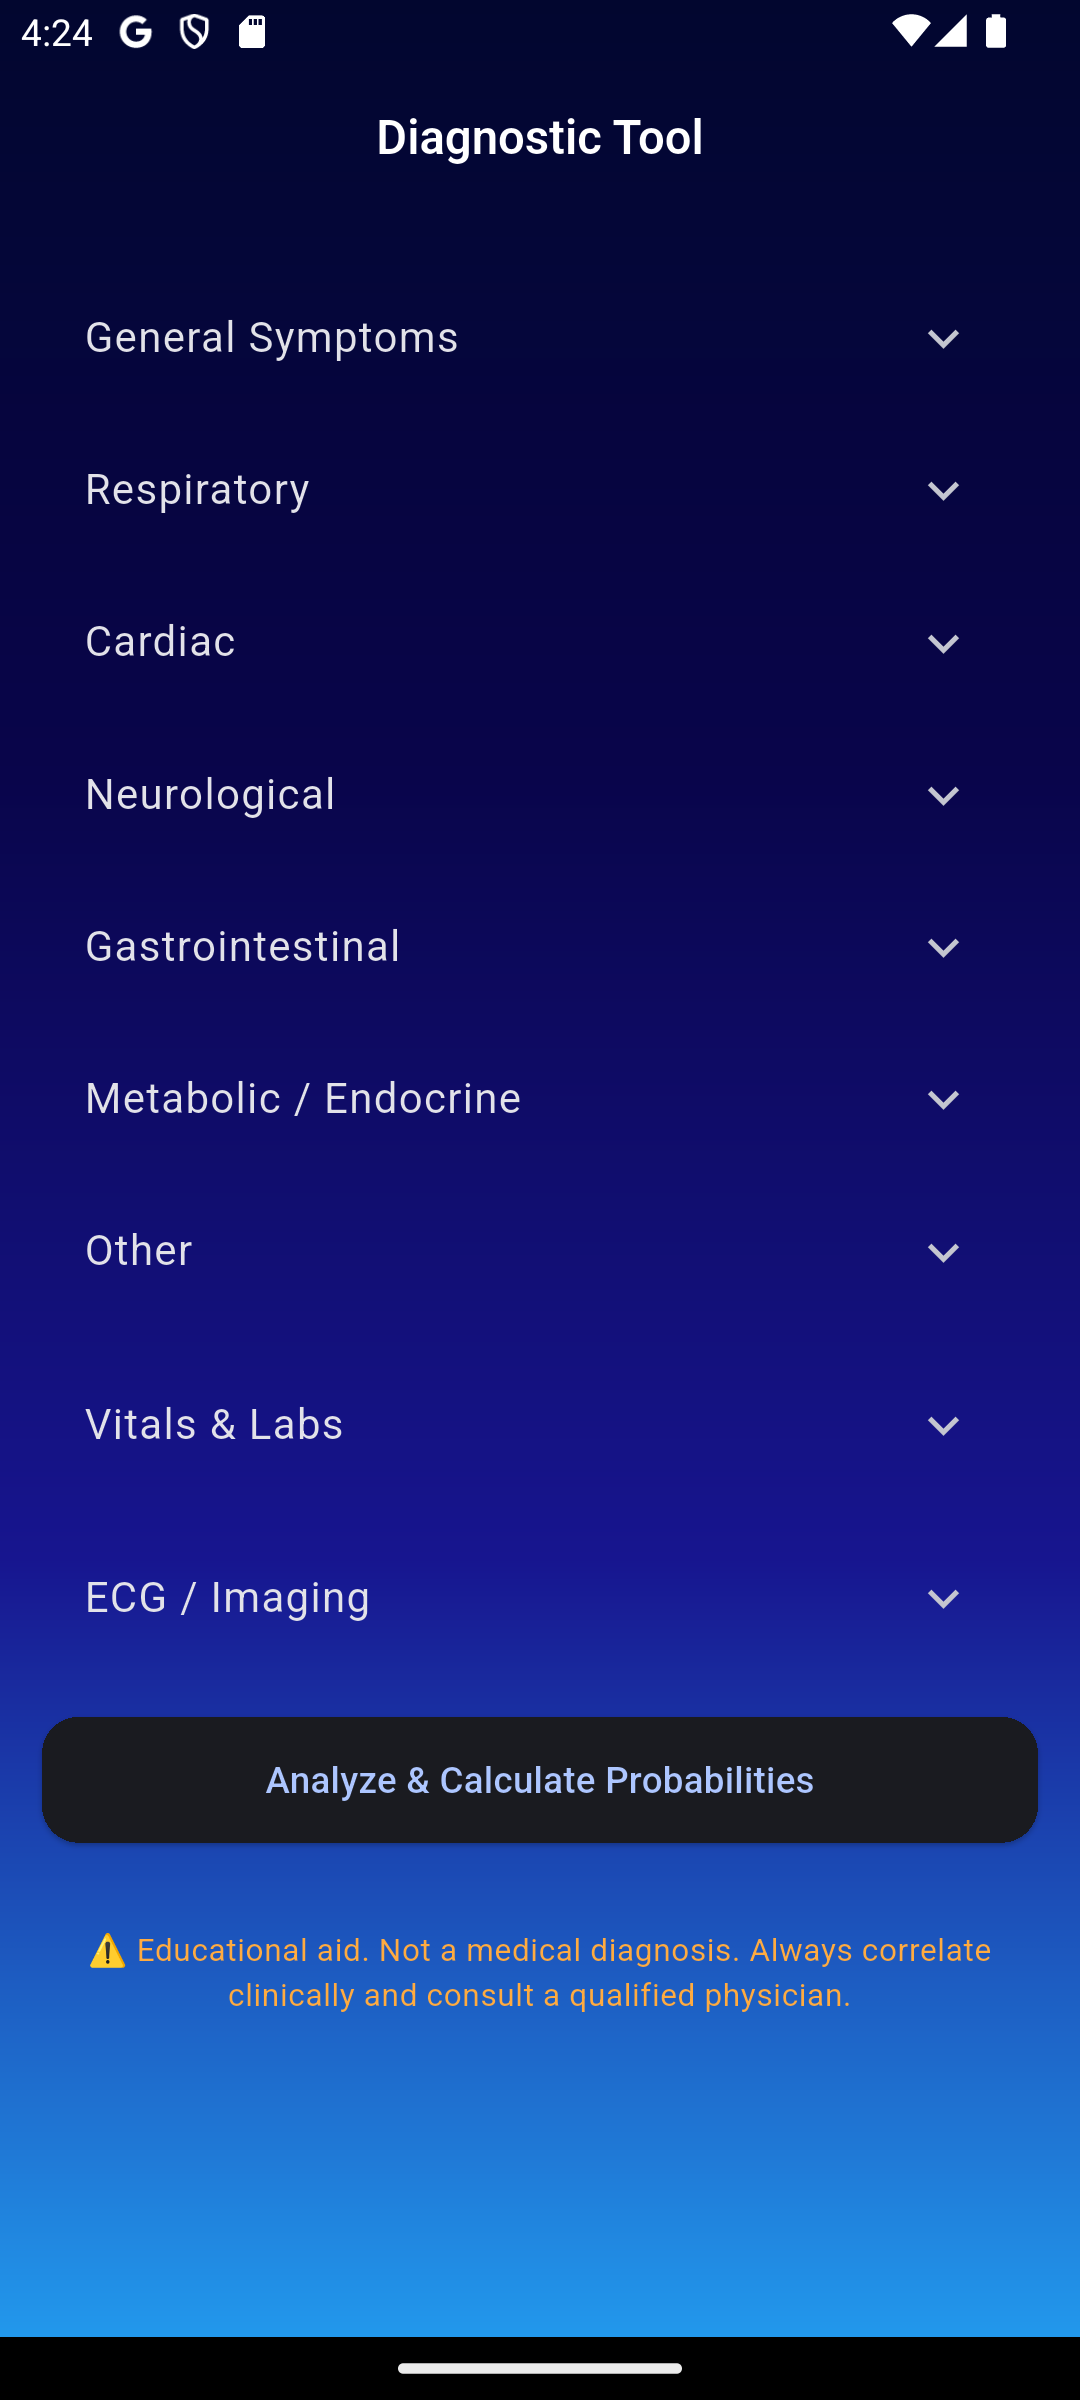 4:24
Diagnostic Tool
General Symptoms
Respiratory
Cardiac
Neurological
Gastrointestinal
Metabolic / Endocrine
Other
Vitals & Labs
ECG / Imaging
Analyze & Calculate Probabilities
⚠️ Educational aid. Not a medical diagnosis. Always correlate
clinically and consult a qualified physician.